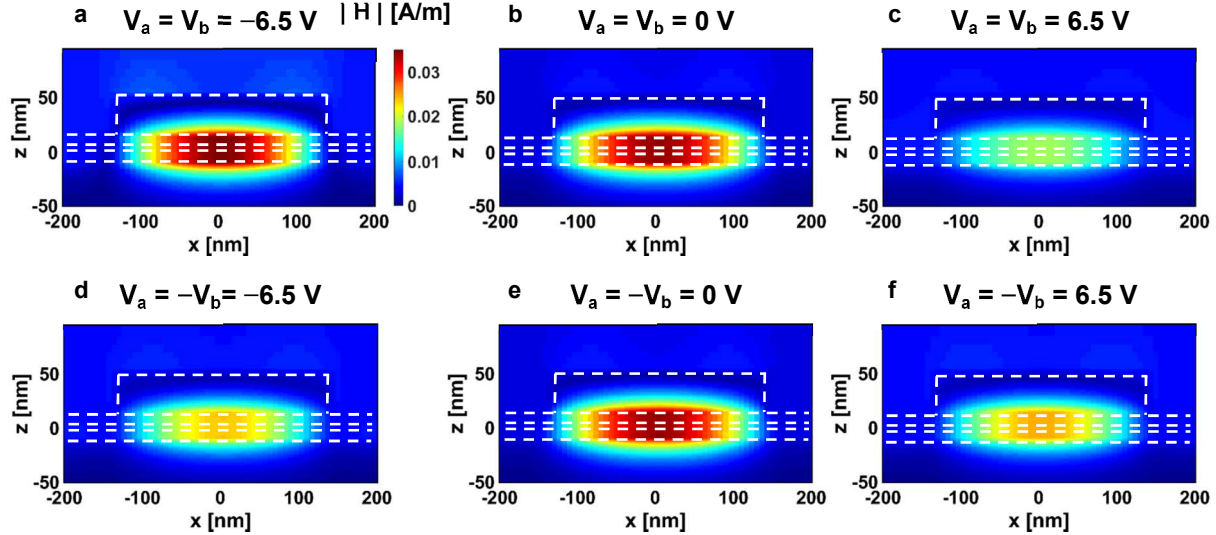 a
V_a = V_b = −6.5 V
| H | [A/m]
0.03
0.02
0.01
0
z [nm]
50
0
-50
-200 -100 0 100 200
x [nm]
b
V_a = V_b = 0 V
z [nm]
50
0
-50
-200 -100 0 100 200
x [nm]
c
V_a = V_b = 6.5 V
z [nm]
50
0
-50
-200 -100 0 100 200
x [nm]
d
V_a = −V_b= −6.5 V
z [nm]
50
0
-50
-200 -100 0 100 200
x [nm]
e
V_a = −V_b = 0 V
z [nm]
50
0
-50
-200 -100 0 100 200
x [nm]
f
V_a = −V_b = 6.5 V
z [nm]
50
0
-50
-200 -100 0 100 200
x [nm]